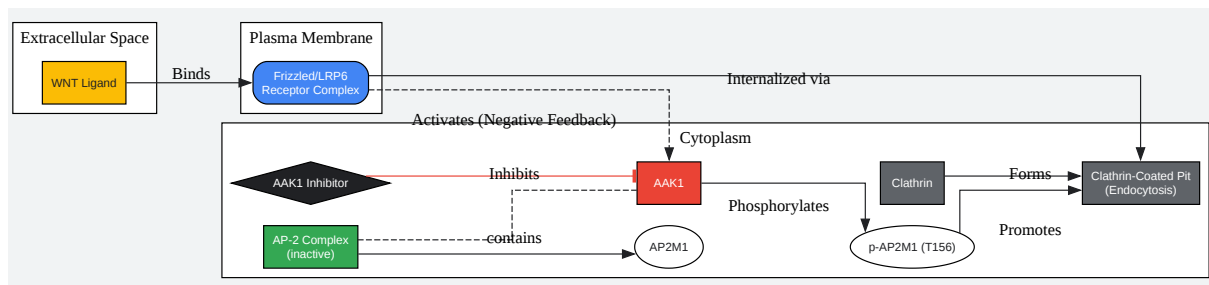 Extracellular Space
Plasma Membrane
WNT Ligand
Binds
Frizzled/LRP6
Receptor Complex
Internalized via
Activates (Negative Feedback)
Cytoplasm
AAK1 Inhibitor
Inhibits
AAK1
Clathrin
Forms
Clathrin-Coated Pit
(Endocytosis)
Phosphorylates
AP-2 Complex
(inactive)
contains
AP2M1
p-AP2M1 (T156)
Promotes